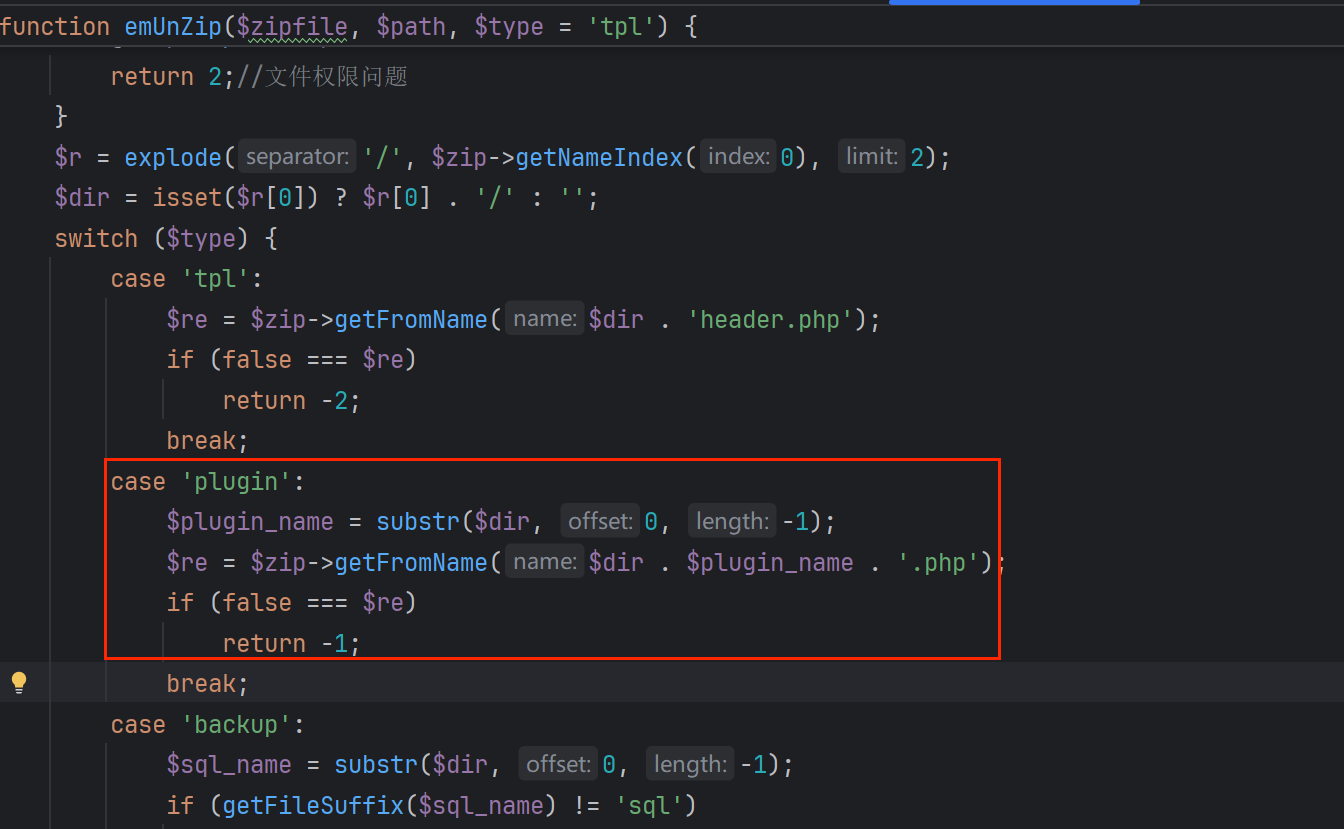 function emUnZip($zipfile, $path, $type = 'tpl') {
return 2;//文件权限问题
}
$r = explode( separator: '/', $zip->getNameIndex( index: 0), limit: 2);
$dir = isset($r[0]) ? $r[0] . '/' : '';
switch ($type) {
case 'tpl':
$re = $zip->getFromName( name: $dir . 'header.php');
if (false === $re)
return -2;
break;
case 'plugin':
$plugin_name = substr($dir, offset: 0, length: -1);
$re = $zip->getFromName( name: $dir . $plugin_name . '.php');
if (false === $re)
return -1;
break;
case 'backup':
$sql_name = substr($dir, offset: 0, length: -1);
if (getFileSuffix($sql_name) != 'sql')